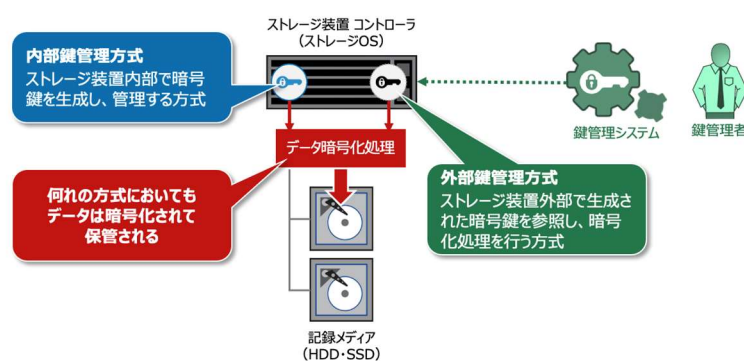 ストレージ装置 コントローラ
（ストレージOS）
内部鍵管理方式
ストレージ装置内部で暗号
鍵を生成し、管理する方式
鍵管理システム
鍵管理者
データ暗号化処理
何れの方式においても
データは暗号化されて
保管される
外部鍵管理方式
ストレージ装置外部で生成さ
れた暗号鍵を参照し、暗号
化処理を行う方式
記録メディア
（HDD・SSD）